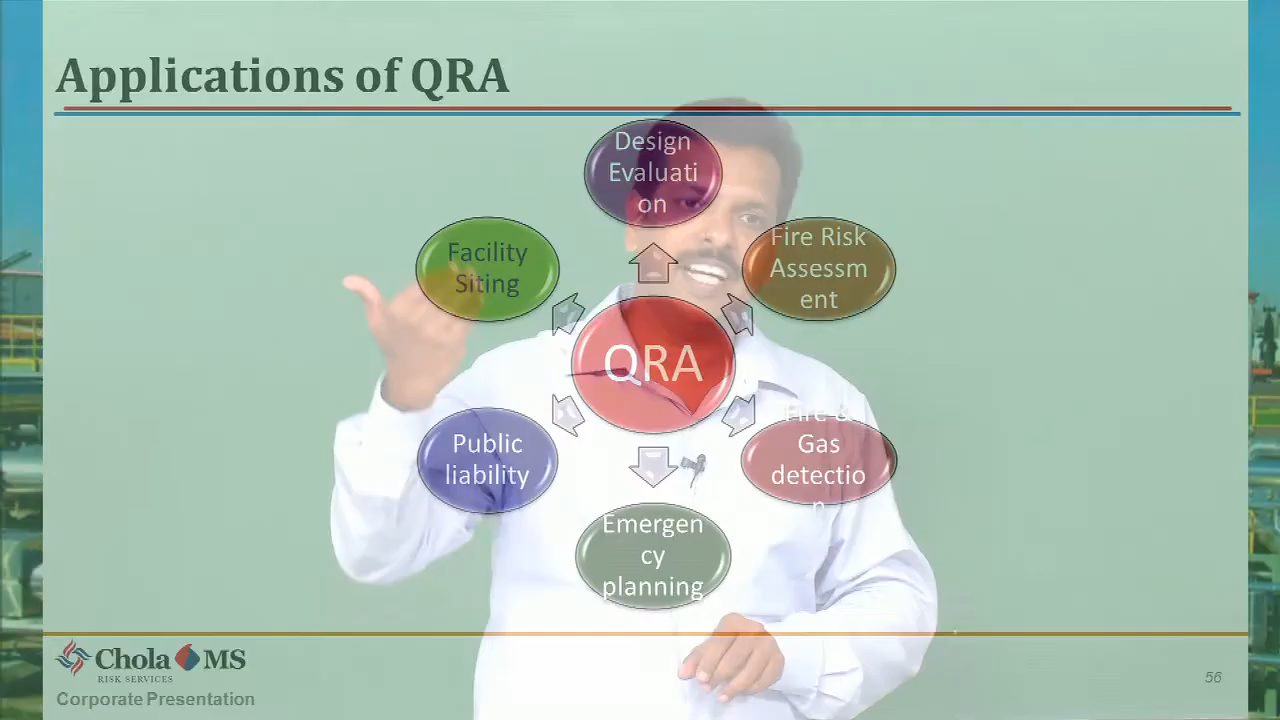 Applications of QRA
Design
Evaluati
on
Facility
Siting
Fire Risk
Assessm
ent
QRA
Public
liability
Fire &
Gas
detectio
n
Emergen
cy
planning
Chola MS
RISK SERVICES
Corporate Presentation
56